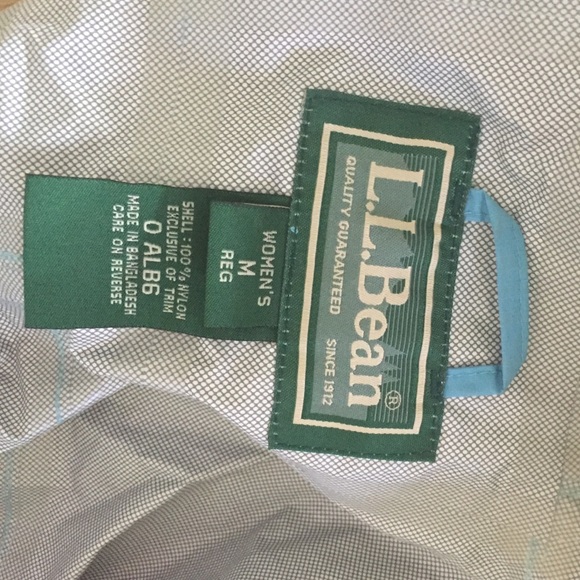 L.L.Bean®
QUALITY GUARANTEED SINCE 1912
WOMEN'S
M
REG
SHELL: 100% NYLON
EXCLUSIVE OF TRIM
0 ALB6
MADE IN BANGLADESH
CARE ON REVERSE